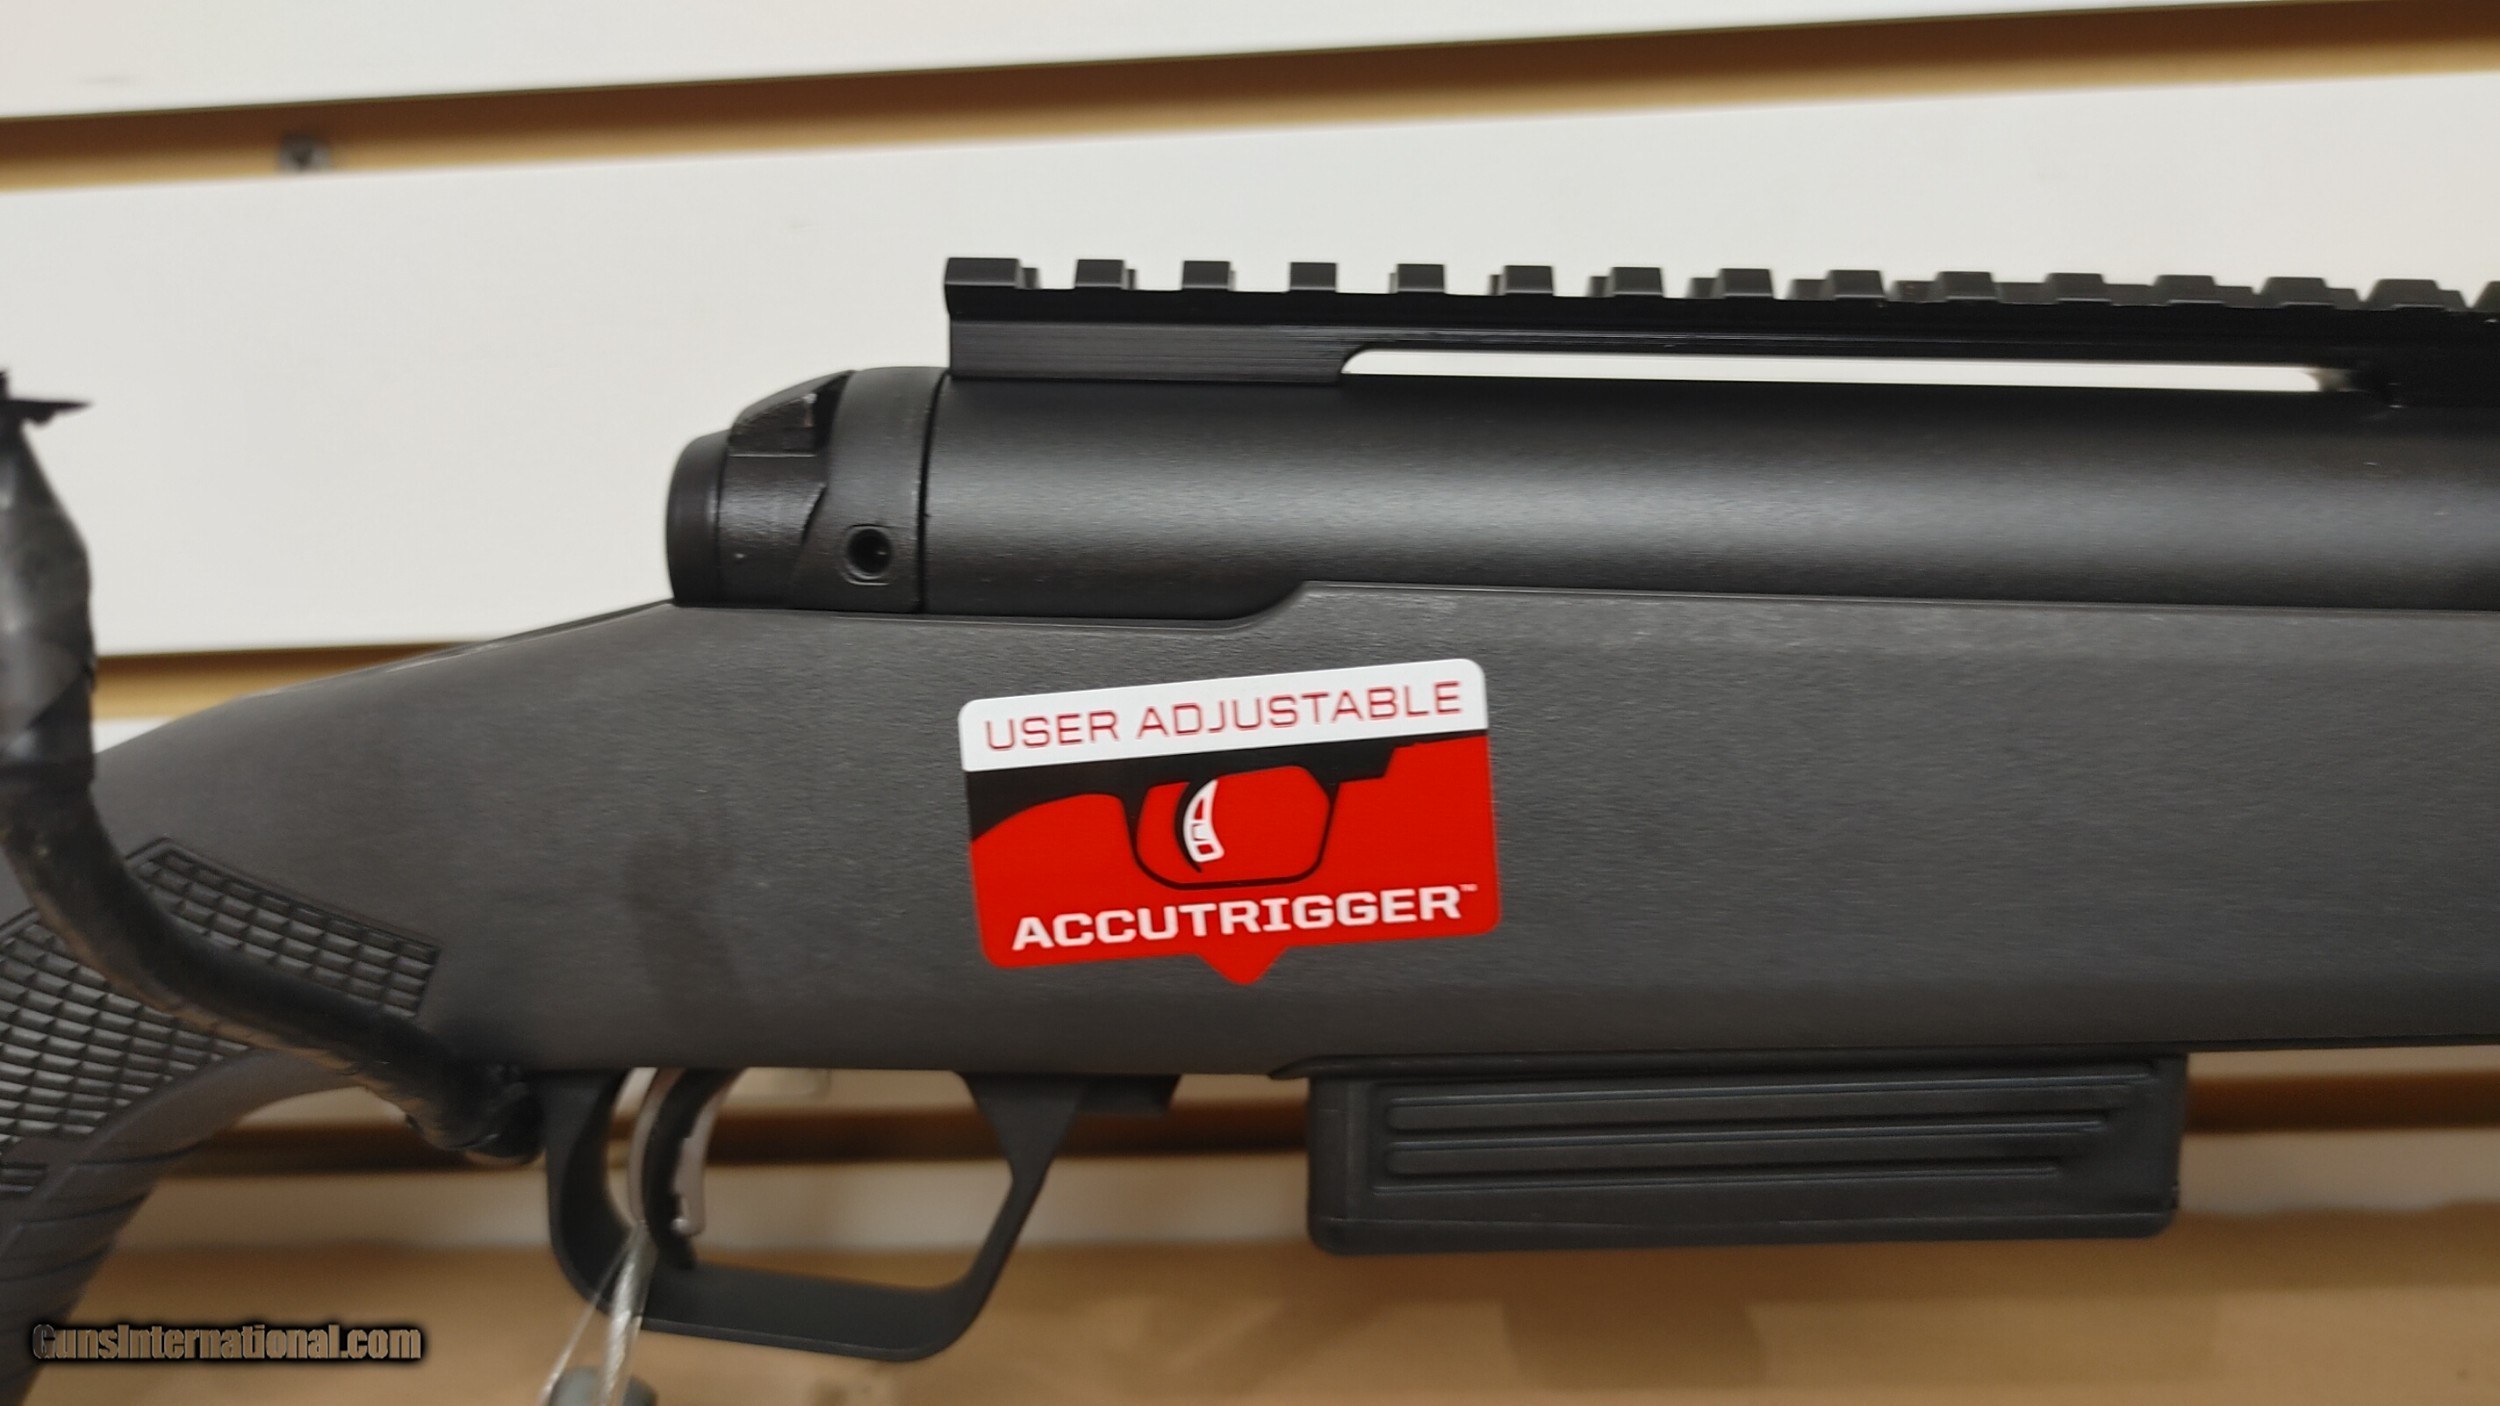 USER ADJUSTABLE
ACCUTRIGGER™
GunsInternational.com